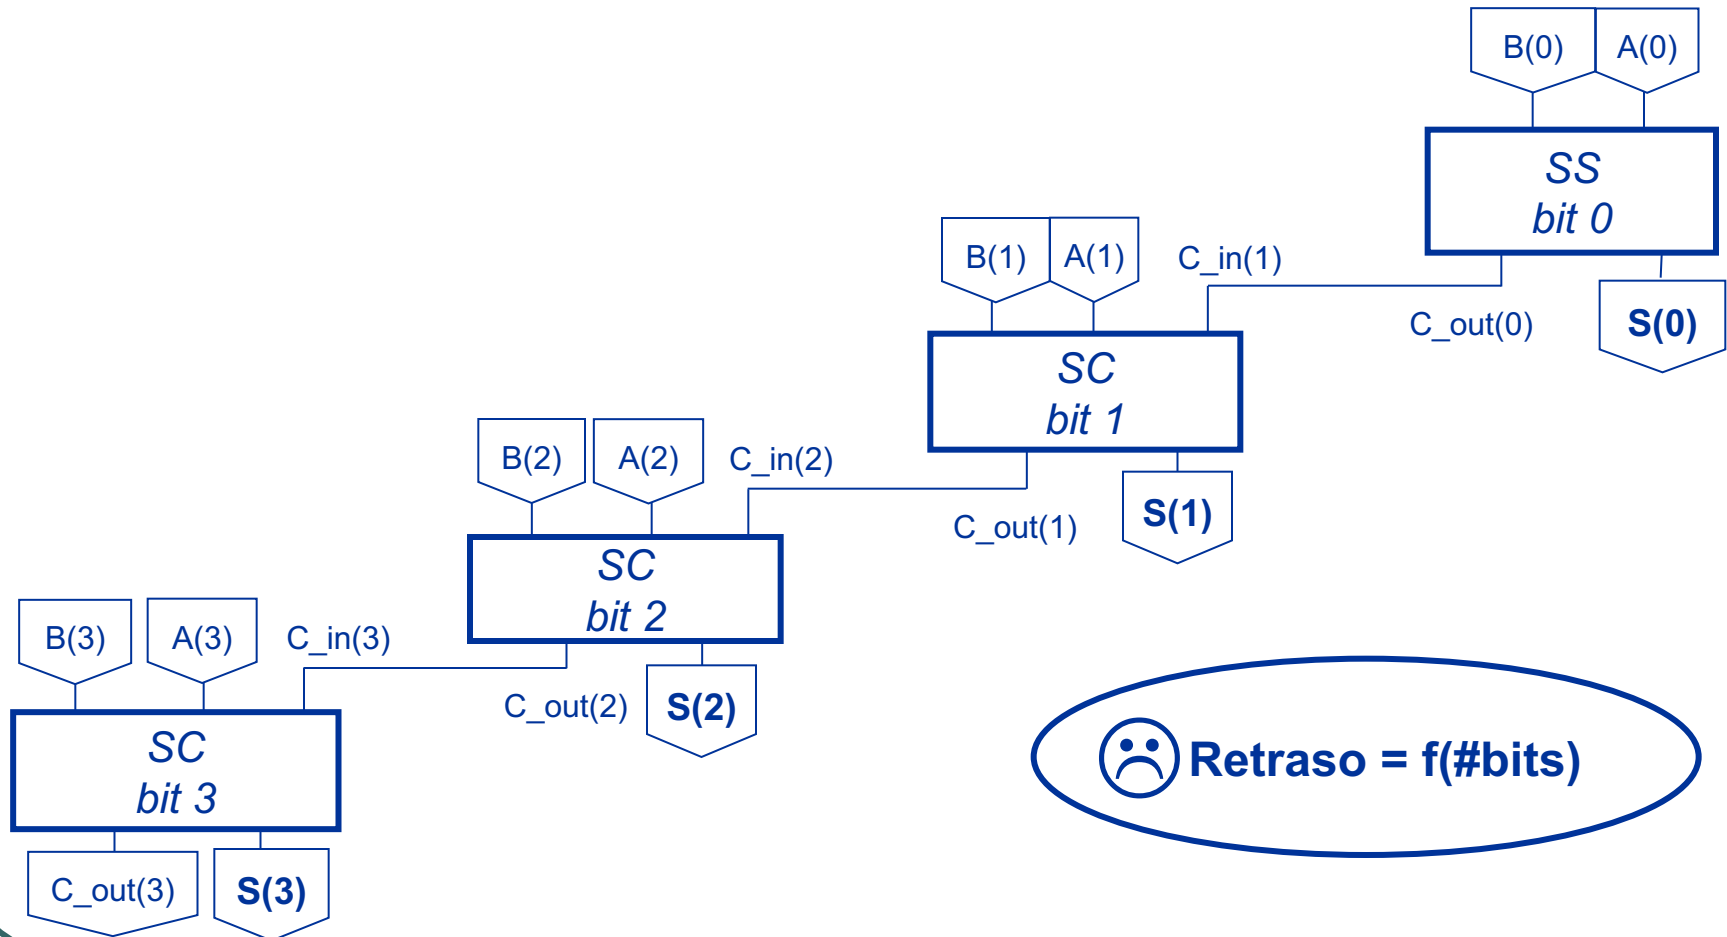 B(0) A(0)
SS
bit 0
B(1) A(1) C_in(1)
C_out(0) S(0)
SC
bit 1
B(2) A(2) C_in(2)
C_out(1) S(1)
SC
bit 2
B(3) A(3) C_in(3)
C_out(2) S(2)
SC
bit 3
Retraso = f(#bits)
C_out(3) S(3)